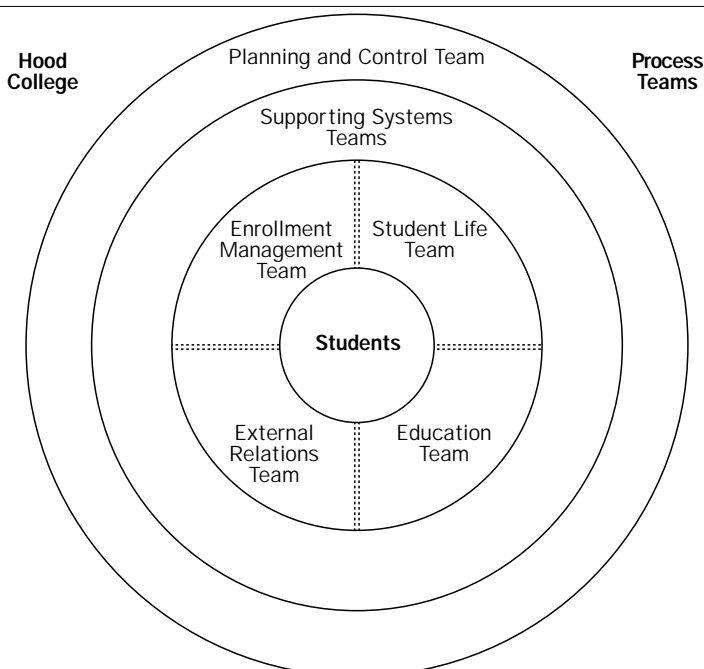 Hood
College
Planning and Control Team
Process
Teams
Supporting Systems
Teams
Enrollment
Management
Team
Student Life
Team
Students
External
Relations
Team
Education
Team